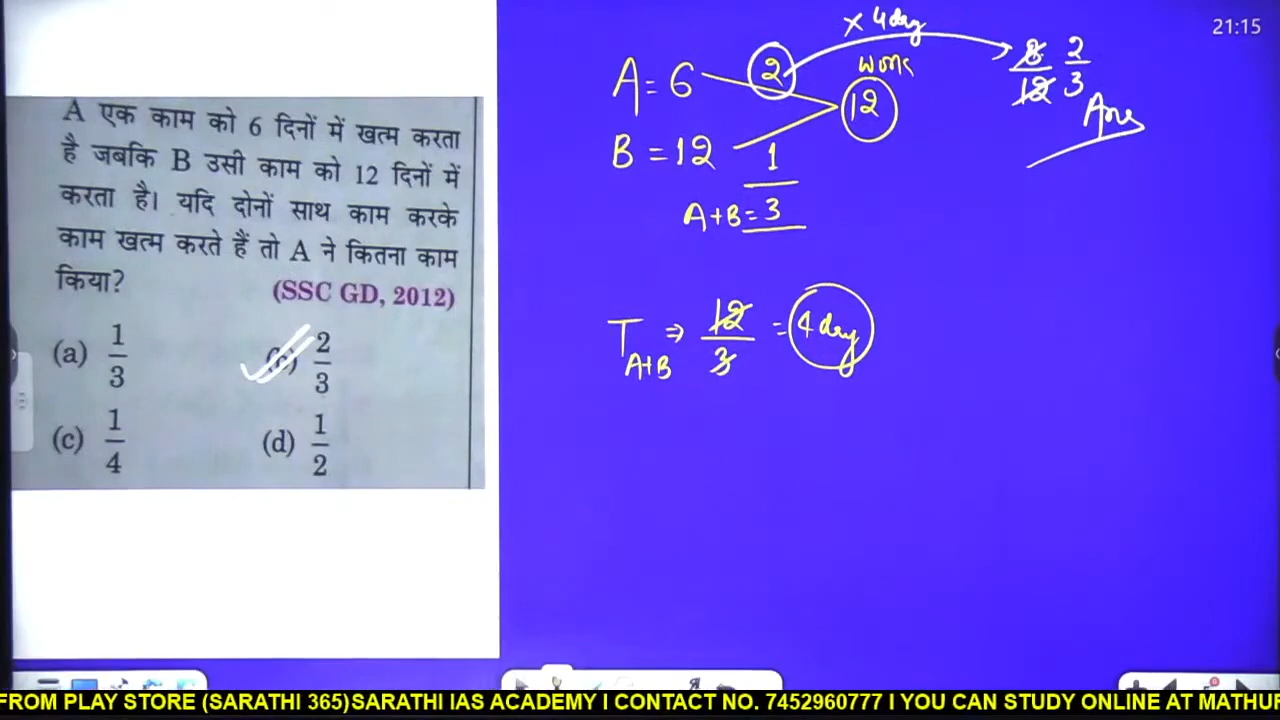 21:15
A एक काम को 6 दिनों में खत्म करता
है जबकि B उसी काम को 12 दिनों में
करता है। यदि दोनों साथ काम करके
काम खत्म करते हैं तो A ने कितना काम
किया?
(SSC GD, 2012)
(a) 1/3
2/3
(c) 1/4
(d) 1/2
× 4 day
A = 6
2
work
12
8/12 2/3
Ans
B = 12
1
A+B = 3
T A+B ⇒ 12/3 = 4 day
FROM PLAY STORE (SARATHI 365)SARATHI IAS ACADEMY I CONTACT NO. 7452960777 I YOU CAN STUDY ONLINE AT MATHUR